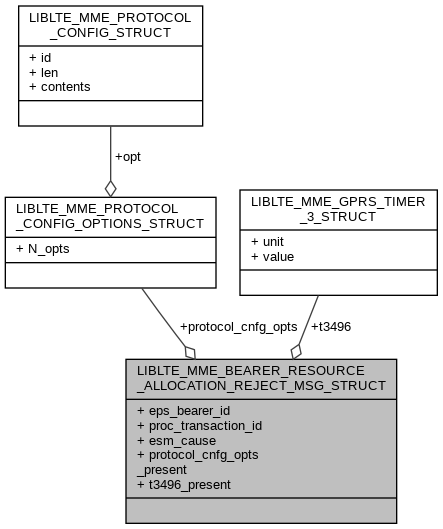 LIBLTE_MME_PROTOCOL
_CONFIG_STRUCT
+ id
+ len
+ contents
+opt
LIBLTE_MME_PROTOCOL
_CONFIG_OPTIONS_STRUCT
+ N_opts
LIBLTE_MME_GPRS_TIMER
_3_STRUCT
+ unit
+ value
+protocol_cnfg_opts
+t3496
LIBLTE_MME_BEARER_RESOURCE
_ALLOCATION_REJECT_MSG_STRUCT
+ eps_bearer_id
+ proc_transaction_id
+ esm_cause
+ protocol_cnfg_opts
_present
+ t3496_present